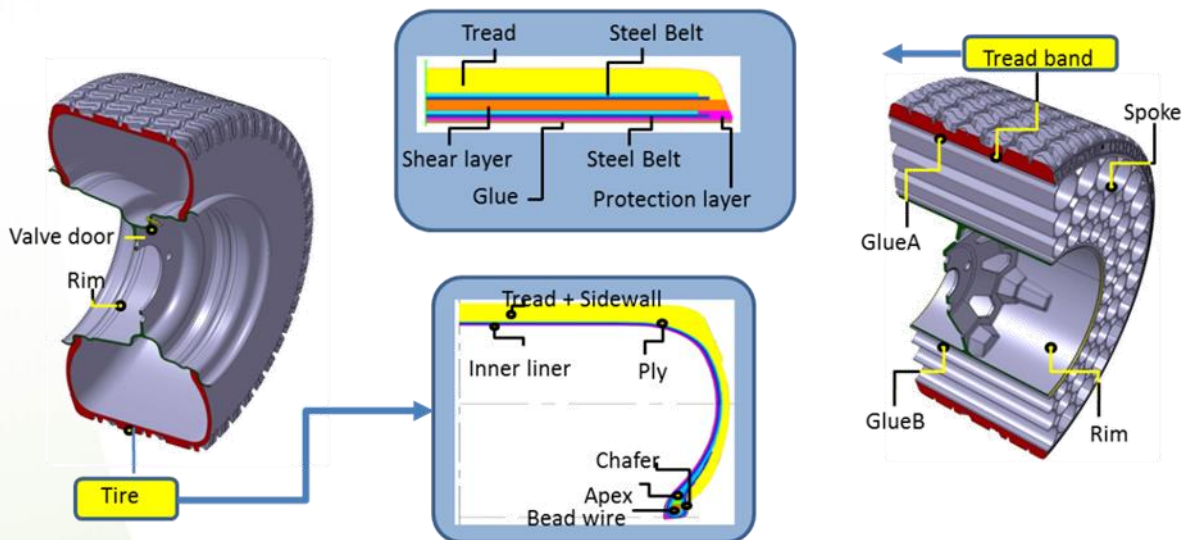 Valve door
Rim
Tire
Tread
Steel Belt
Shear layer
Steel Belt
Glue
Protection layer
Tread + Sidewall
Inner liner
Ply
Chafer
Apex
Bead wire
Tread band
Spoke
GlueA
GlueB
Rim